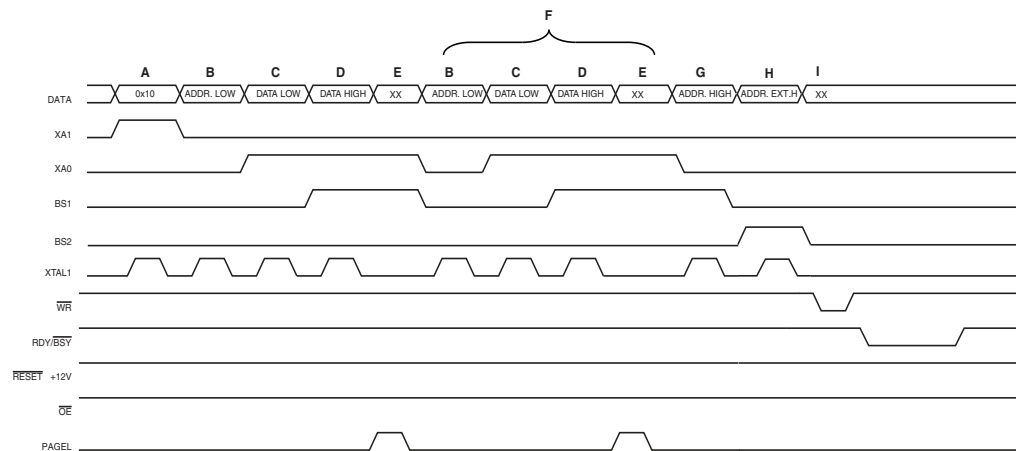 F
A B C D E B C D E G H I
DATA 0x10 ADDR. LOW DATA LOW DATA HIGH XX ADDR. LOW DATA LOW DATA HIGH XX ADDR. HIGH ADDR. EXT.H XX
XA1
XA0
BS1
BS2
XTAL1
WR
RDY/BSY
RESET +12V
OE
PAGEL